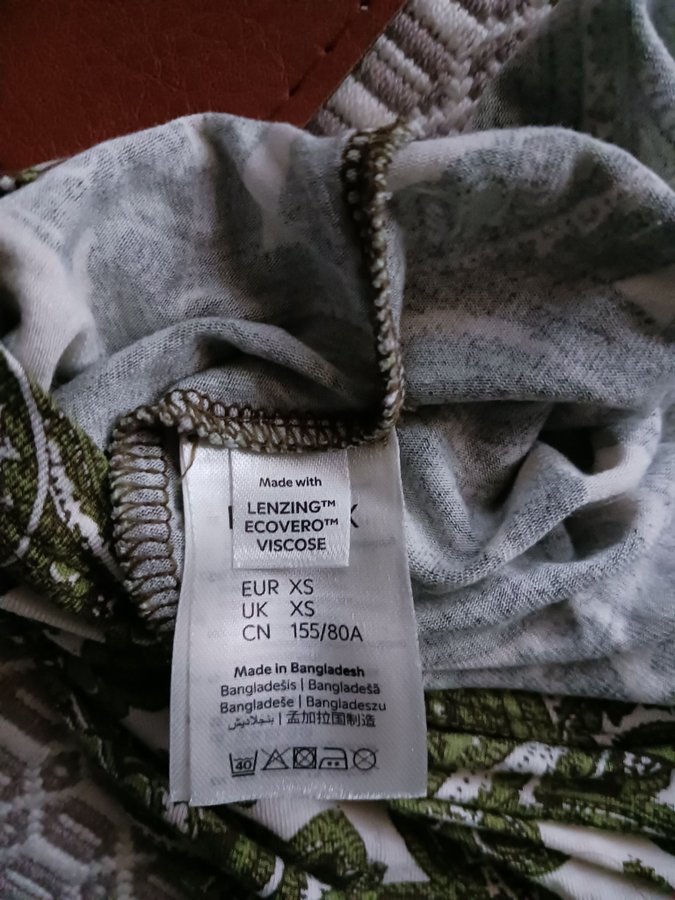 Made with
LENZING™
ECOVERO™
VISCOSE
EUR XS
UK XS
CN 155/80A
Made in Bangladesh
Bangladešis | Bangladešā
Bangladeše | Bangladeszu
بنجلاديش | 孟加拉国制造
40